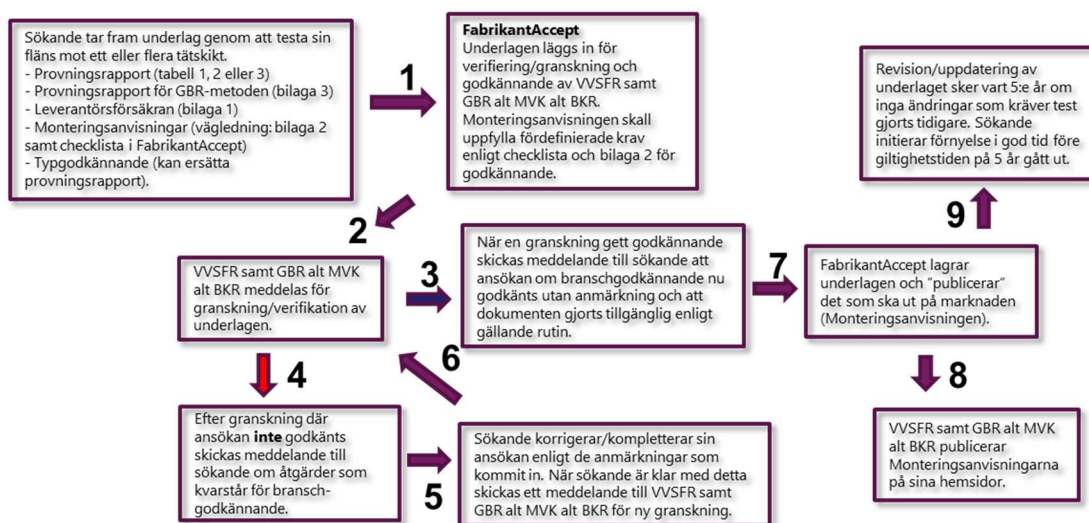 Sökande tar fram underlag genom att testa sin
fläns mot ett eller flera tätskikt.
- Provningsrapport (tabell 1, 2 eller 3)
- Provningsrapport för GBR-metoden (bilaga 3)
- Leverantörsförsäkran (bilaga 1)
- Monteringsanvisningar (vägledning: bilaga 2
samt checklista i FabrikantAccept)
- Typgodkännande (kan ersätta
provningsrapport).
1
FabrikantAccept
Underlagen läggs in för
verifiering/granskning och
godkännande av VVSFR samt
GBR alt MVK alt BKR.
Monteringsanvisningen skall
uppfylla fördefinierade krav
enligt checklista och bilaga 2 för
godkännande.
Revision/uppdatering av
underlaget sker vart 5:e år om
inga ändringar som kräver test
gjorts tidigare. Sökande
initierar förnyelse i god tid före
giltighetstiden på 5 år gått ut.
2
9
VVSFR samt GBR alt MVK
alt BKR meddelas för
granskning/verifikation av
underlagen.
3
När en granskning gett godkännande
skickas meddelande till sökande att
ansökan om branschgodkännande nu
godkänts utan anmärkning och att
dokumenten gjorts tillgänglig enligt
gällande rutin.
7
FabrikantAccept lagrar
underlagen och "publicerar"
det som ska ut på marknaden
(Monteringsanvisningen).
4
6
8
Efter granskning där
ansökan inte godkänts
skickas meddelande till
sökande om åtgärder som
kvarstår för bransch-
godkännande.
5
Sökande korrigerar/kompletterar sin
ansökan enligt de anmärkningar som
kommit in. När sökande är klar med detta
skickas ett meddelande till VVSFR samt
GBR alt MVK alt BKR för ny granskning.
VVSFR samt GBR alt MVK
alt BKR publicerar
Monteringsanvisningarna
på sina hemsidor.